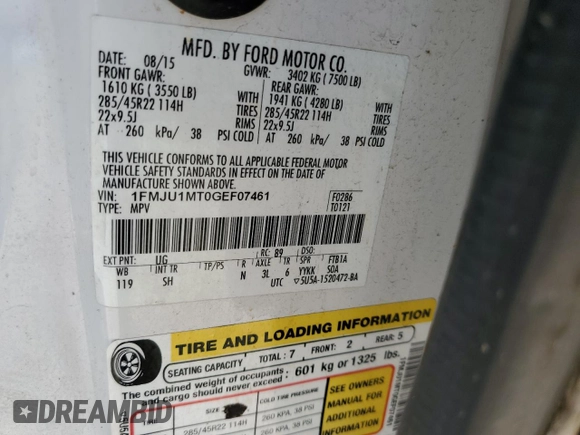 MFD. BY FORD MOTOR CO.
DATE: 08/15
GVWR: 3402 KG ( 7500 LB)
FRONT GAWR:
1610 KG ( 3550 LB)
WITH
285/45R22 114H
TIRES
22x9.5J
RIMS
AT 260 kPa/ 38 PSI COLD
REAR GAWR:
1941 KG ( 4280 LB)
WITH
285/45R22 114H
TIRES
22x9.5J
RIMS
AT 260 kPa/ 38 PSI COLD
THIS VEHICLE CONFORMS TO ALL APPLICABLE FEDERAL MOTOR
VEHICLE SAFETY STANDARDS IN EFFECT ON THE DATE OF
MANUFACTURE SHOWN ABOVE.
VIN: 1FMJU1MT0GEF07461
TYPE: MPV
F0286
T0121
EXT PNT: UG
RC: 89
DSO:
WB
INT TR
TP/PS
R
AXLE
TR
SPR
FTB1A
119
SH
N
3L
6
YYKK
SOA
UTC
5U5A-1520472-BA
TIRE AND LOADING INFORMATION
SEATING CAPACITY
TOTAL: 7
FRONT: 2
REAR: 5
The combined weight of occupants
and cargo should never exceed:
601 kg or 1325 lbs.
SIZE
COLD TIRE PRESSURE
285/45R22 114H
260 KPA, 38 PSI
SEE OWNERS
MANUAL FOR
ADDITIONAL
INFORMATION
DREAMBID